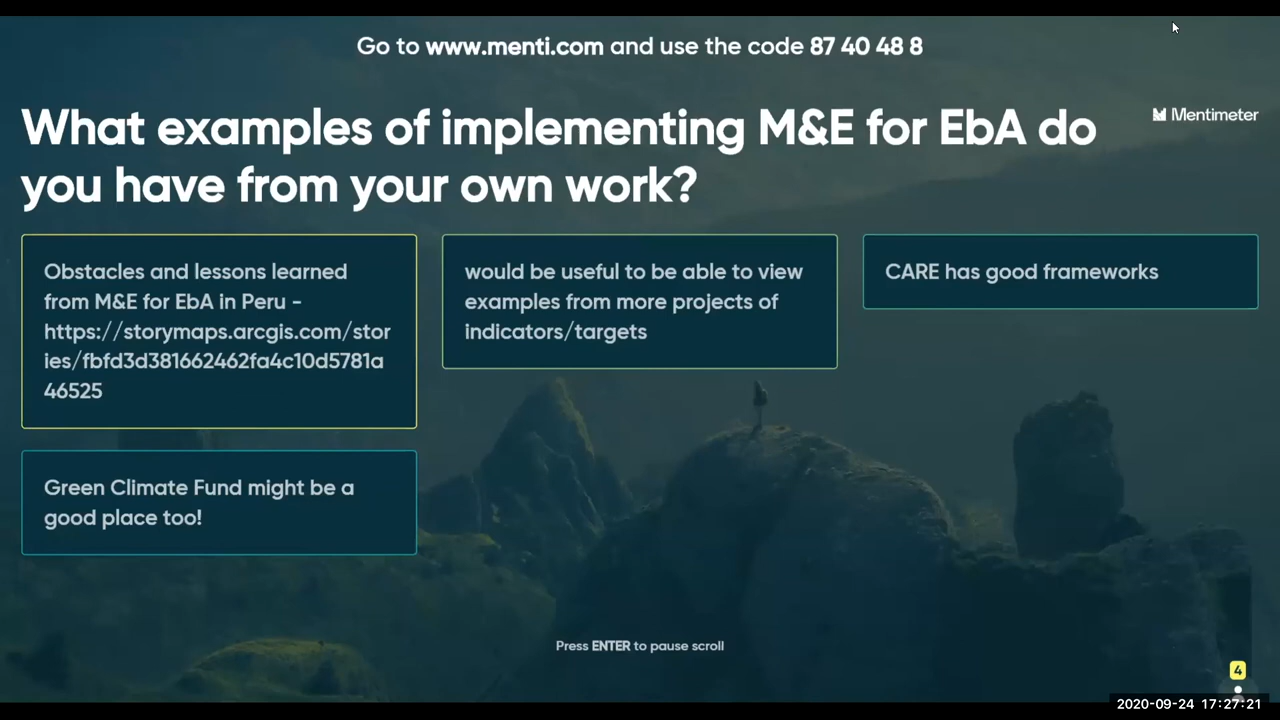 Go to www.menti.com and use the code 87 40 48 8
What examples of implementing M&E for EbA do
you have from your own work?
Mentimeter
Obstacles and lessons learned
from M&E for EbA in Peru -
https://storymaps.arcgis.com/stor
ies/fbfd3d381662462fa4c10d5781a
46525
would be useful to be able to view
examples from more projects of
indicators/targets
CARE has good frameworks
Green Climate Fund might be a
good place too!
Press ENTER to pause scroll
4
2020-09-24 17:27:21